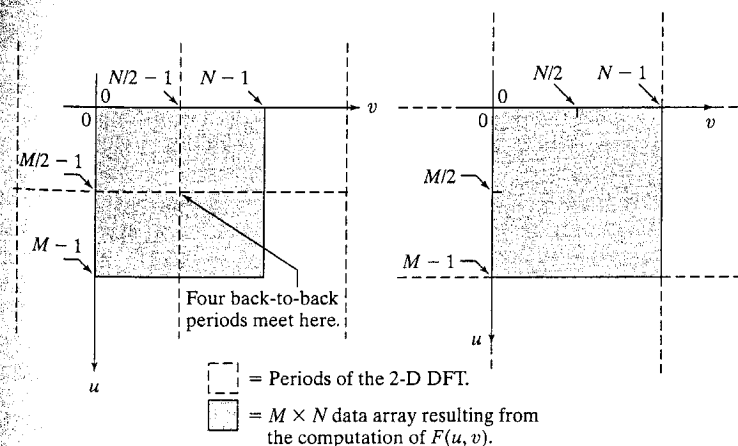 N/2 − 1
N − 1
0
0
v
M/2 − 1
M − 1
Four back-to-back
periods meet here.
u
N/2
N − 1
0
0
v
M/2
M − 1
u
= Periods of the 2-D DFT.
= M × N data array resulting from
the computation of F(u, v).